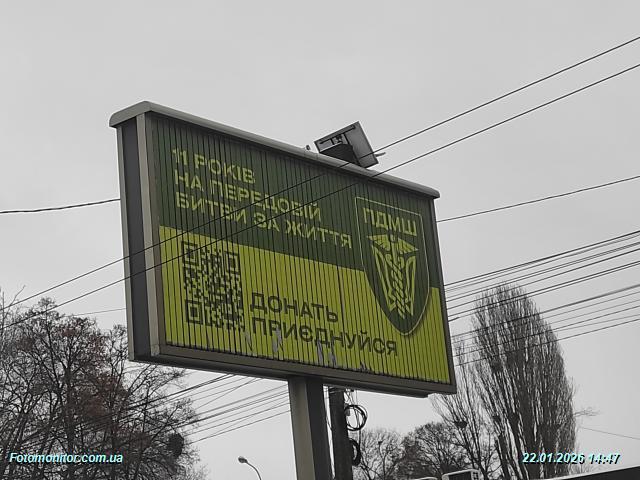 11 РОКІВ
НА ПЕРЕДОВІЙ
БИТВИ ЗА ЖИТТЯ
ПДМШ
ДОНАТЬ
ПРИЄДНУЙСЯ
Fotomonitor.com.ua
22.01.2026 14:47